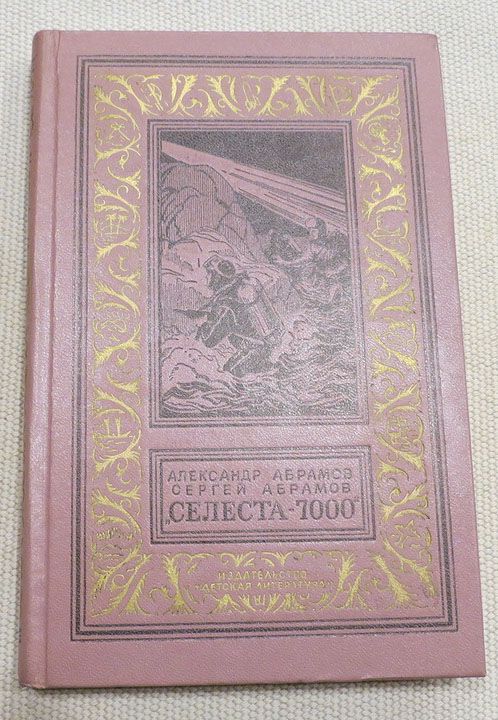 АЛЕКСАНДР АБРАМОВ
СЕРГЕЙ АБРАМОВ
„СЕЛЕСТА-7000"
ИЗДАТЕЛЬСТВО
"ДЕТСКАЯ ЛИТЕРАТУРА"